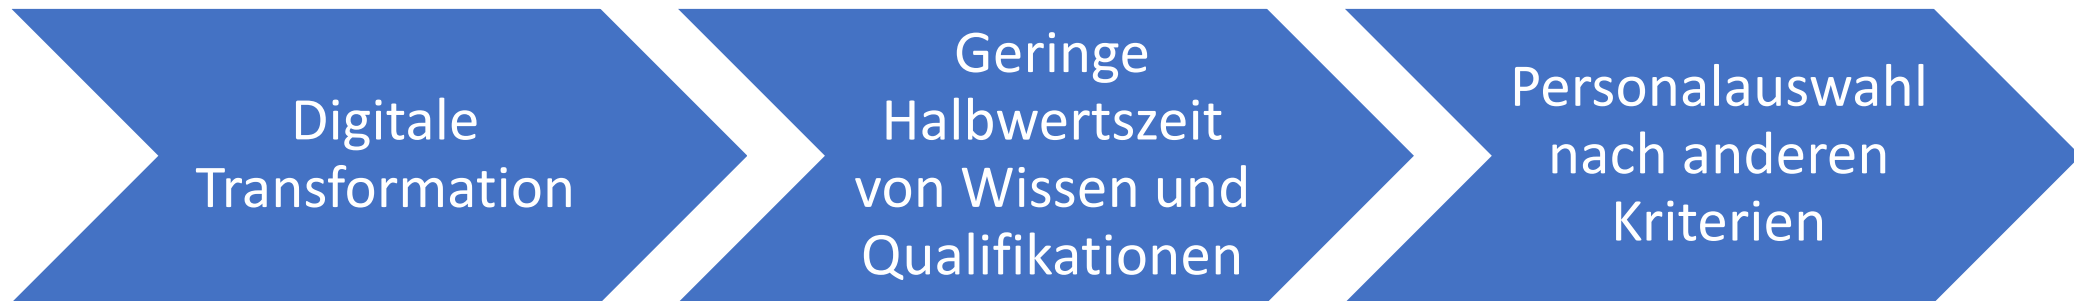 Digitale
Transformation
Geringe
Halbwertszeit
von Wissen und
Qualifikationen
Personalauswahl
nach anderen
Kriterien